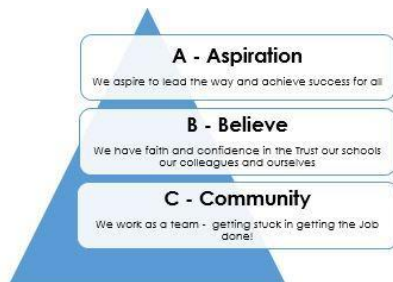 A - Aspiration
We aspire to lead the way and achieve success for all
B - Believe
We have faith and confidence in the Trust our schools
our colleagues and ourselves
C - Community
We work as a team - getting stuck in getting the Job
done!